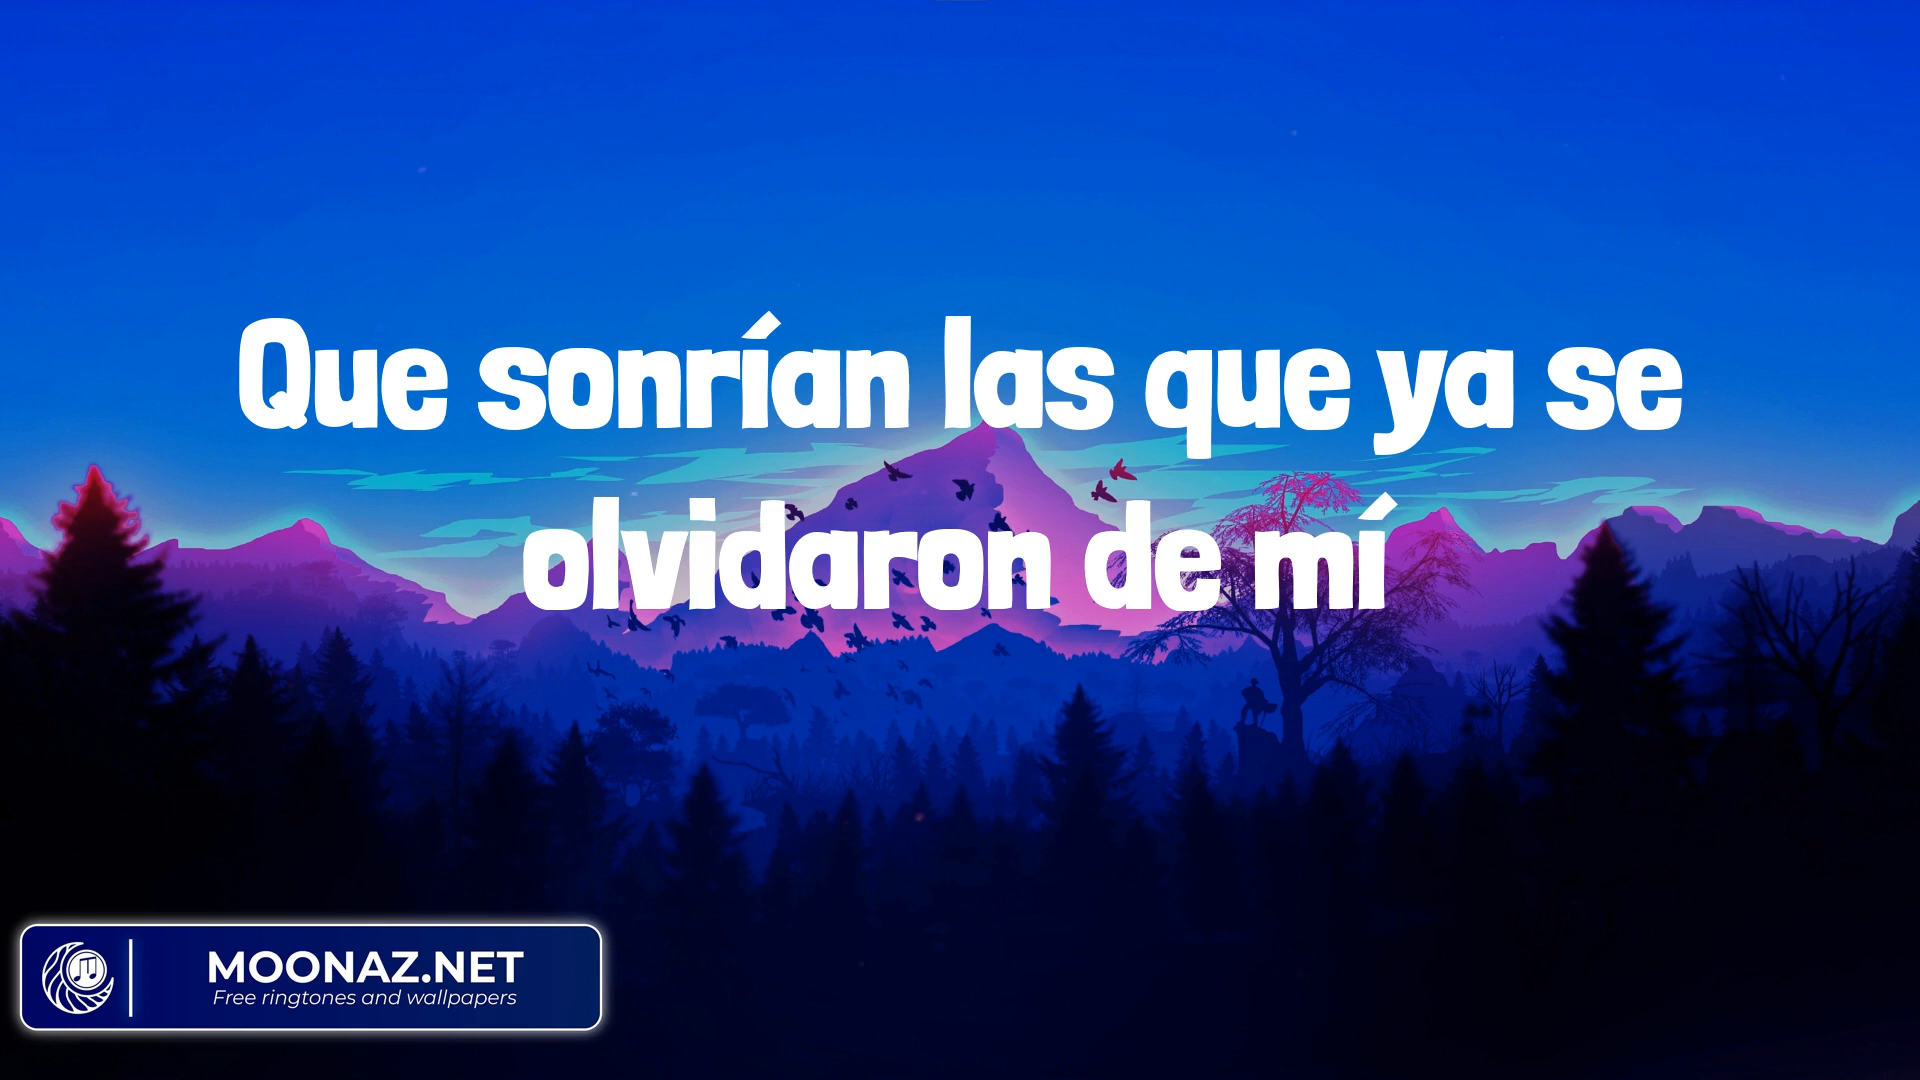 Que sonrían las que ya se
olvidaron de mí
MOONAZ.NET
Free ringtones and wallpapers